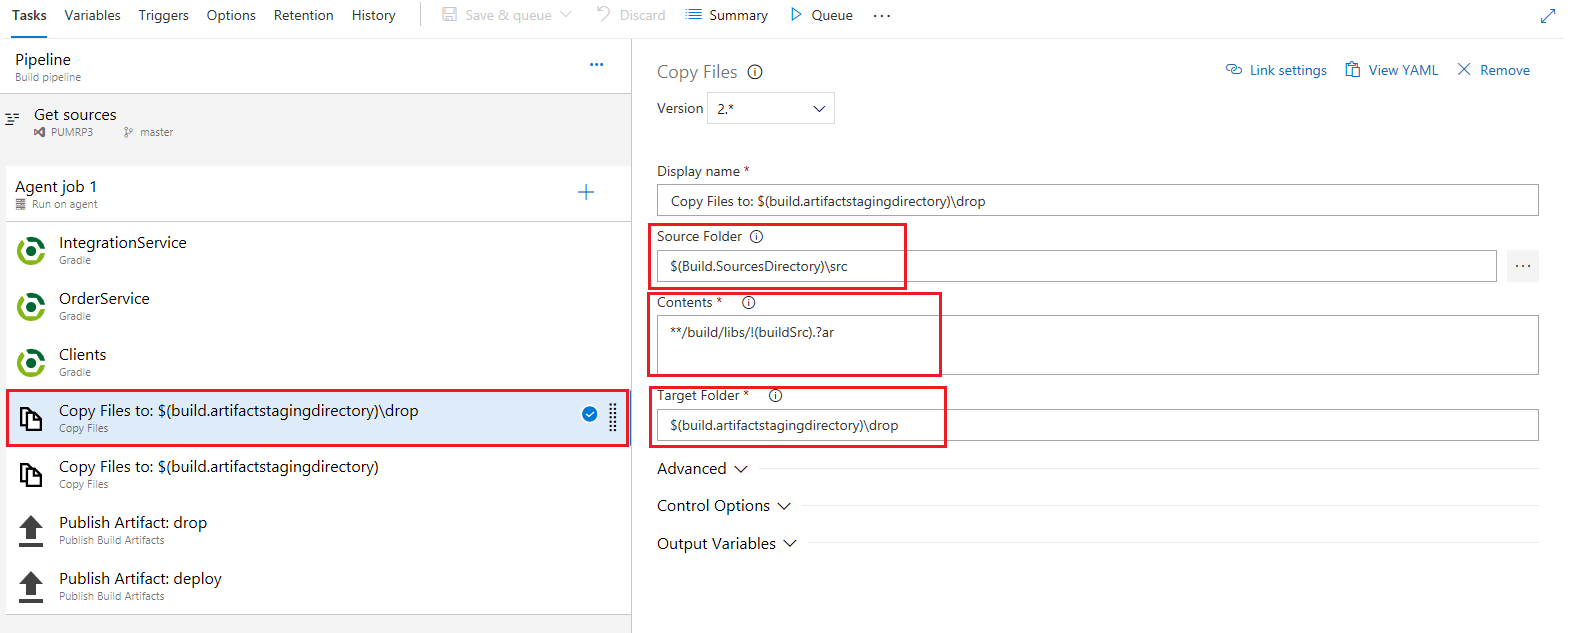 Tasks Variables Triggers Options Retention History Save & queue Discard Summary Queue ...
Pipeline
Build pipeline
...
Get sources
PUMRP3 master
Agent job 1
Run on agent
IntegrationService
Gradle
OrderService
Gradle
Clients
Gradle
Copy Files to: $(build.artifactstagingdirectory)\drop
Copy Files
Copy Files to: $(build.artifactstagingdirectory)
Copy Files
Publish Artifact: drop
Publish Build Artifacts
Publish Artifact: deploy
Publish Build Artifacts
Copy Files Link settings View YAML Remove
Version 2.*
Display name *
Copy Files to: $(build.artifactstagingdirectory)\drop
Source Folder
$(Build.SourcesDirectory)\src ...
Contents *
**/build/libs/!(buildSrc).?ar
Target Folder *
$(build.artifactstagingdirectory)\drop
Advanced
Control Options
Output Variables